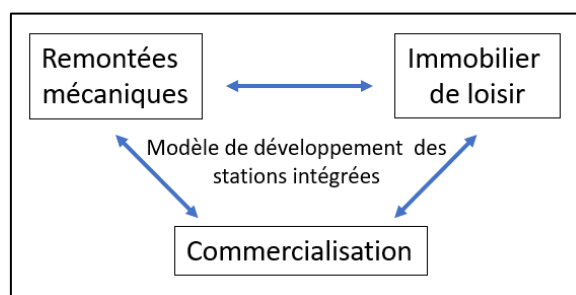 Remontées
mécaniques
Immobilier
de loisir
Modèle de développement des
stations intégrées
Commercialisation